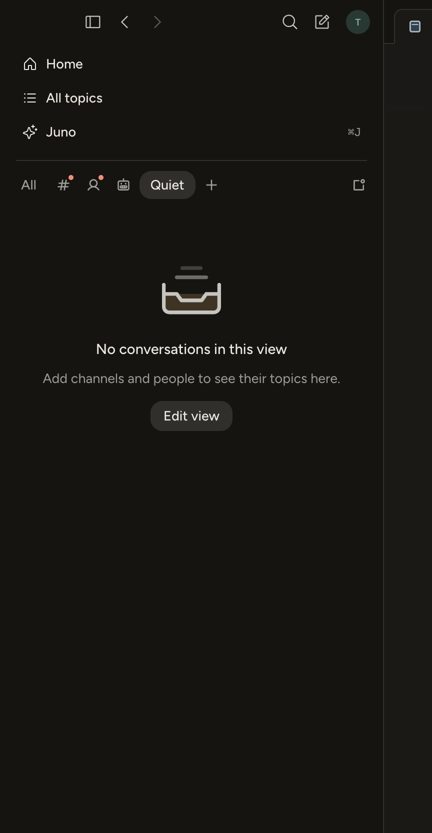 T
Home
All topics
Juno ⌘J
All Quiet
No conversations in this view
Add channels and people to see their topics here.
Edit view